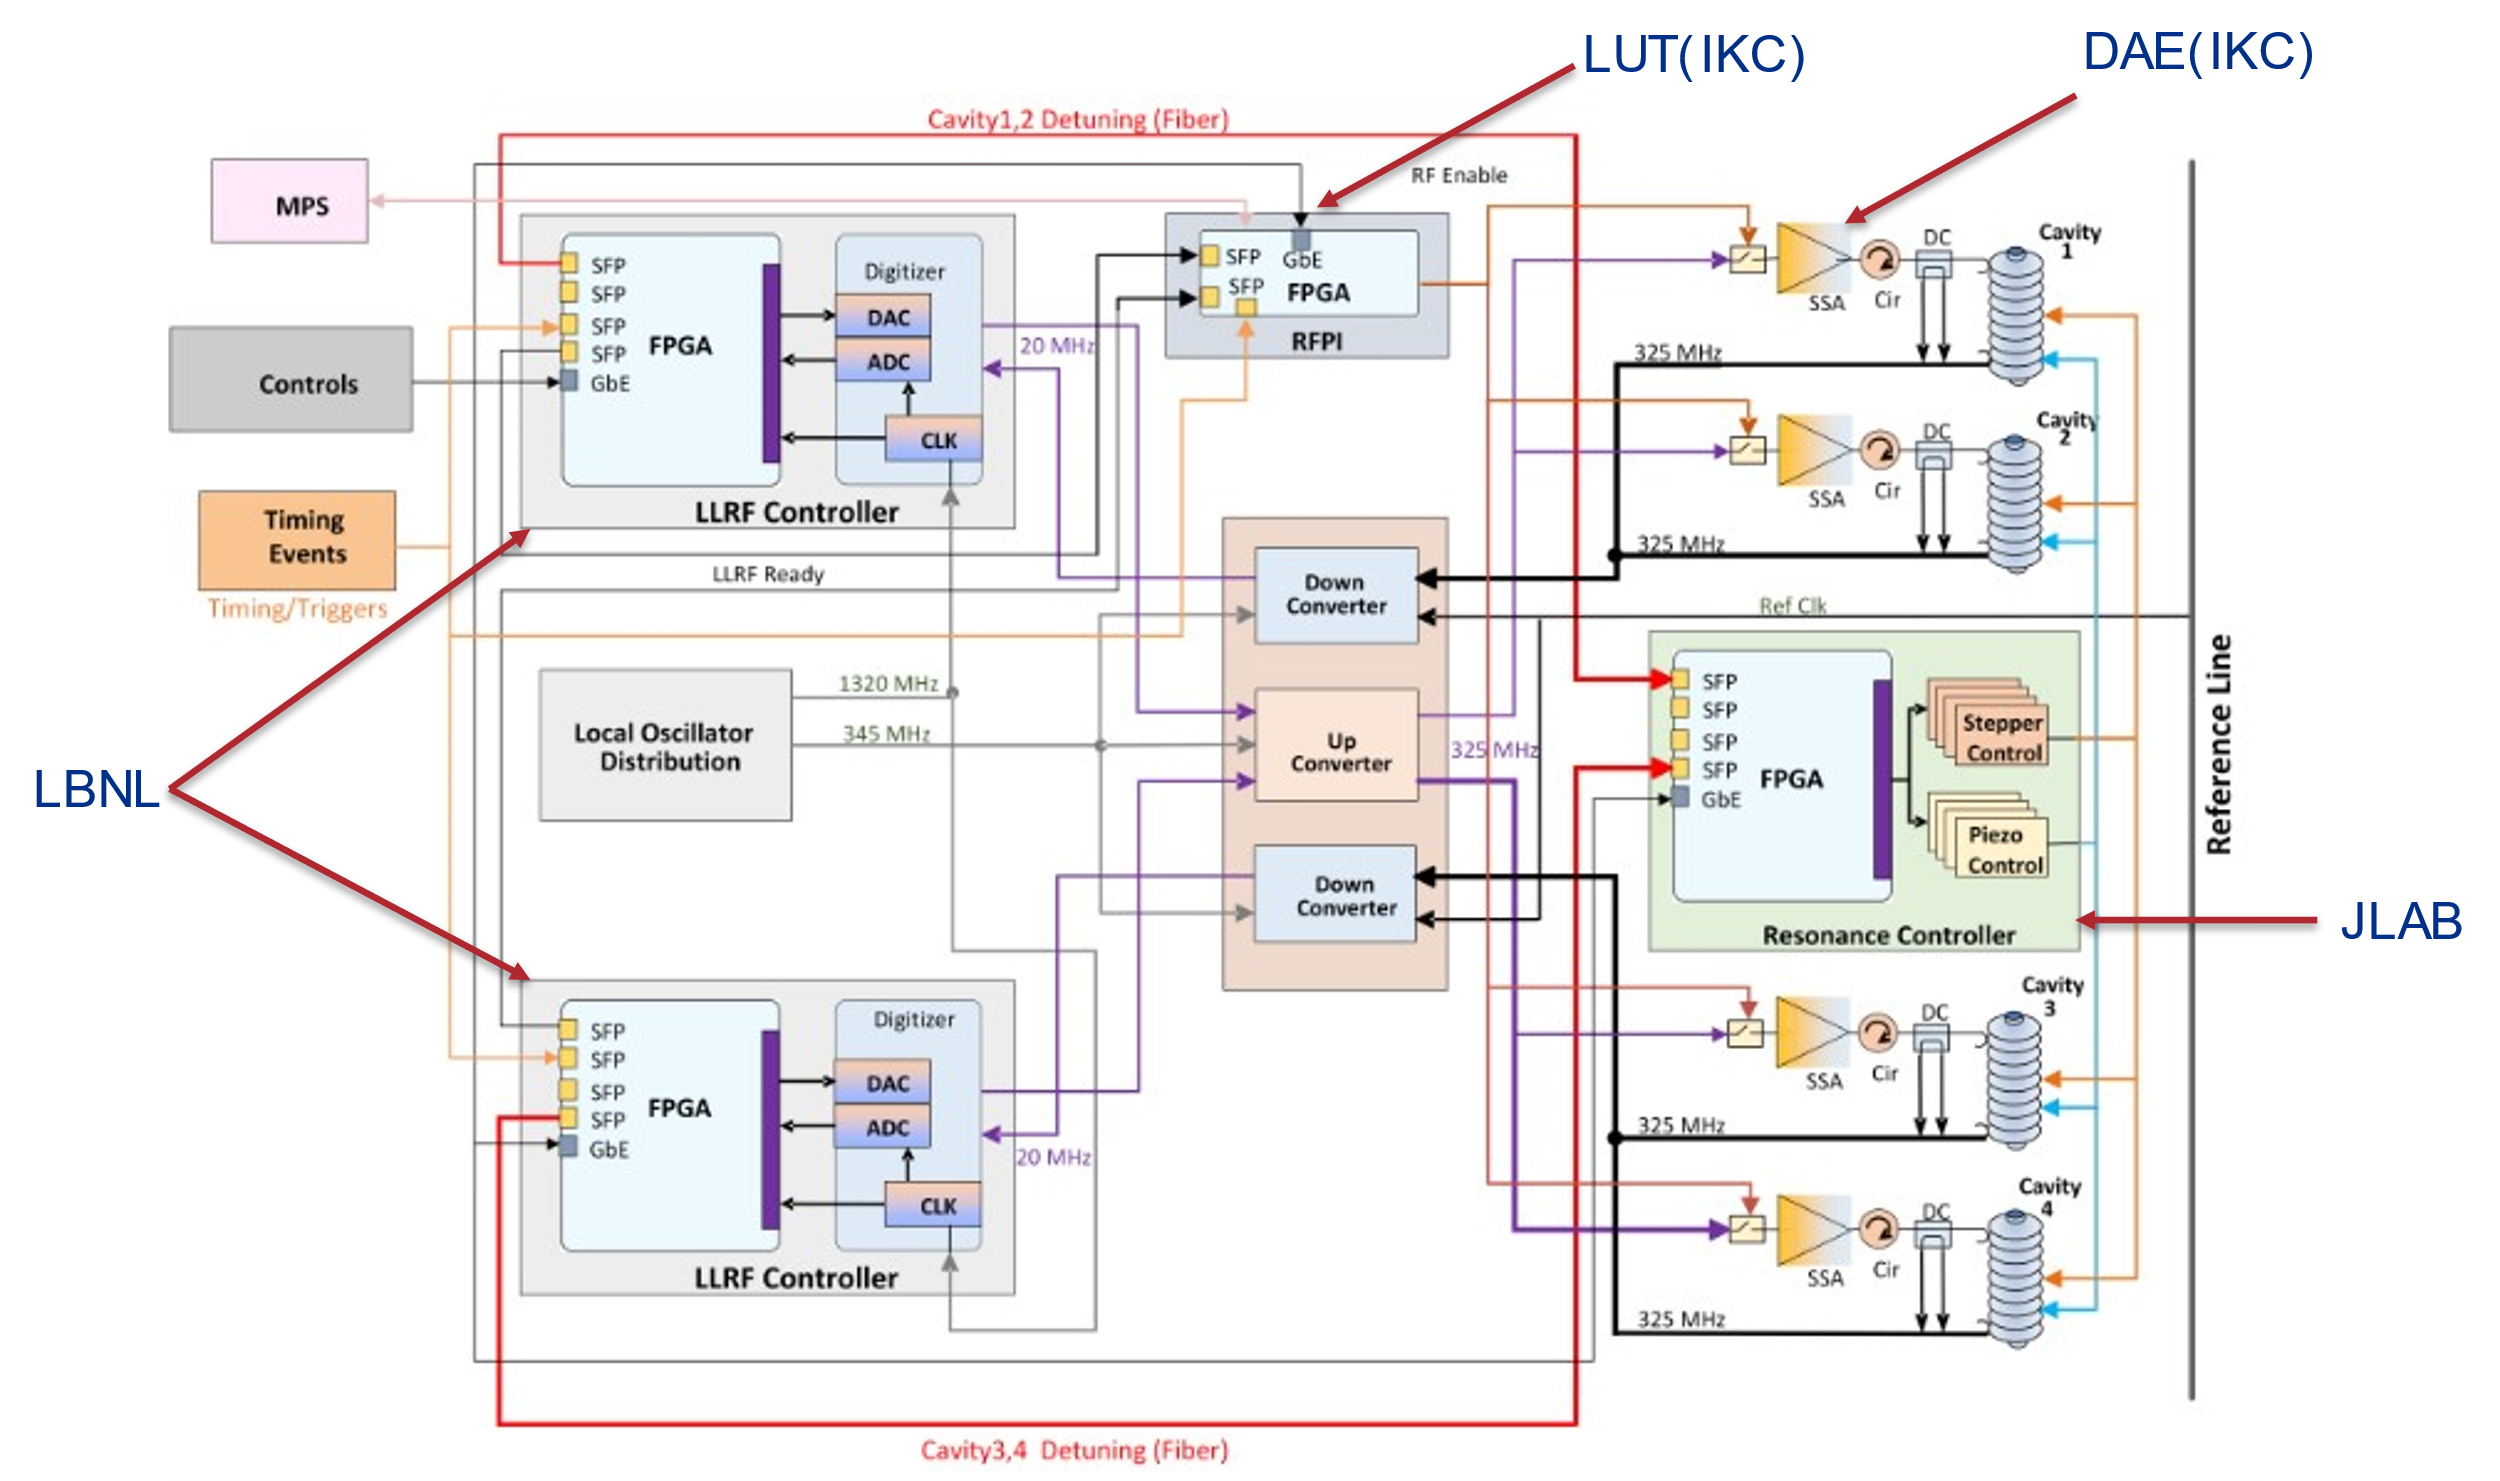 LUT(IKC)
DAE(IKC)
Cavity1,2 Detuning (Fiber)
RF Enable
MPS
SFP
SFP
SFP
SFP
GbE
FPGA
Digitizer
DAC
ADC
CLK
LLRF Controller
20 MHz
SFP
GbE
SFP
FPGA
RFPI
SSA
Cir
DC
Cavity
1
325 MHz
Controls
SSA
Cir
DC
Cavity
2
325 MHz
Timing
Events
Timing/Triggers
LLRF Ready
Down
Converter
Ref Clk
Reference Line
Local Oscillator
Distribution
1320 MHz
345 MHz
Up
Converter
325 MHz
SFP
SFP
SFP
SFP
GbE
FPGA
Stepper
Control
Piezo
Control
Resonance Controller
LBNL
JLAB
Down
Converter
SFP
SFP
SFP
SFP
GbE
FPGA
Digitizer
DAC
ADC
CLK
LLRF Controller
20 MHz
SSA
Cir
DC
Cavity
3
325 MHz
SSA
Cir
DC
Cavity
4
325 MHz
Cavity3,4 Detuning (Fiber)